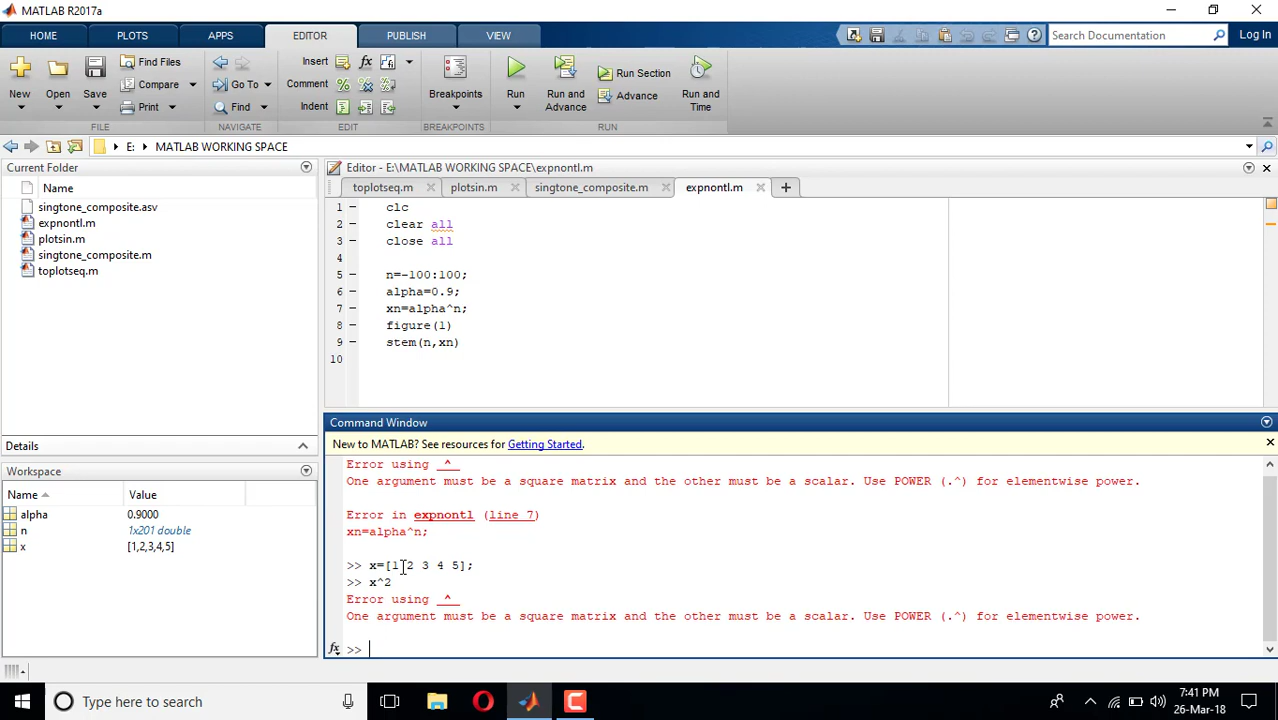 MATLAB R2017a
HOME PLOTS APPS EDITOR PUBLISH VIEW Search Documentation Log In
New Open Save Find Files Compare Print
FILE
Go To Find
NAVIGATE
Insert fx
Comment
Indent
EDIT
Breakpoints
BREAKPOINTS
Run Run and Advance Run Section Advance Run and Time
RUN
E: MATLAB WORKING SPACE
Current Folder
Name
singtone_composite.asv
expnontl.m
plotsin.m
singtone_composite.m
toplotseq.m
Details
Workspace
Name Value
alpha 0.9000
n 1x201 double
x [1,2,3,4,5]
Editor - E:\MATLAB WORKING SPACE\expnontl.m
toplotseq.m plotsin.m singtone_composite.m expnontl.m
1 clc
2 clear all
3 close all
4
5 n=-100:100;
6 alpha=0.9;
7 xn=alpha^n;
8 figure(1)
9 stem(n,xn)
10
Command Window
New to MATLAB? See resources for Getting Started.
Error using ^
One argument must be a square matrix and the other must be a scalar. Use POWER (.^) for elementwise power.
Error in expnontl (line 7)
xn=alpha^n;
>> x=[1 2 3 4 5];
>> x^2
Error using ^
One argument must be a square matrix and the other must be a scalar. Use POWER (.^) for elementwise power.
fx >>
Type here to search
7:41 PM
26-Mar-18